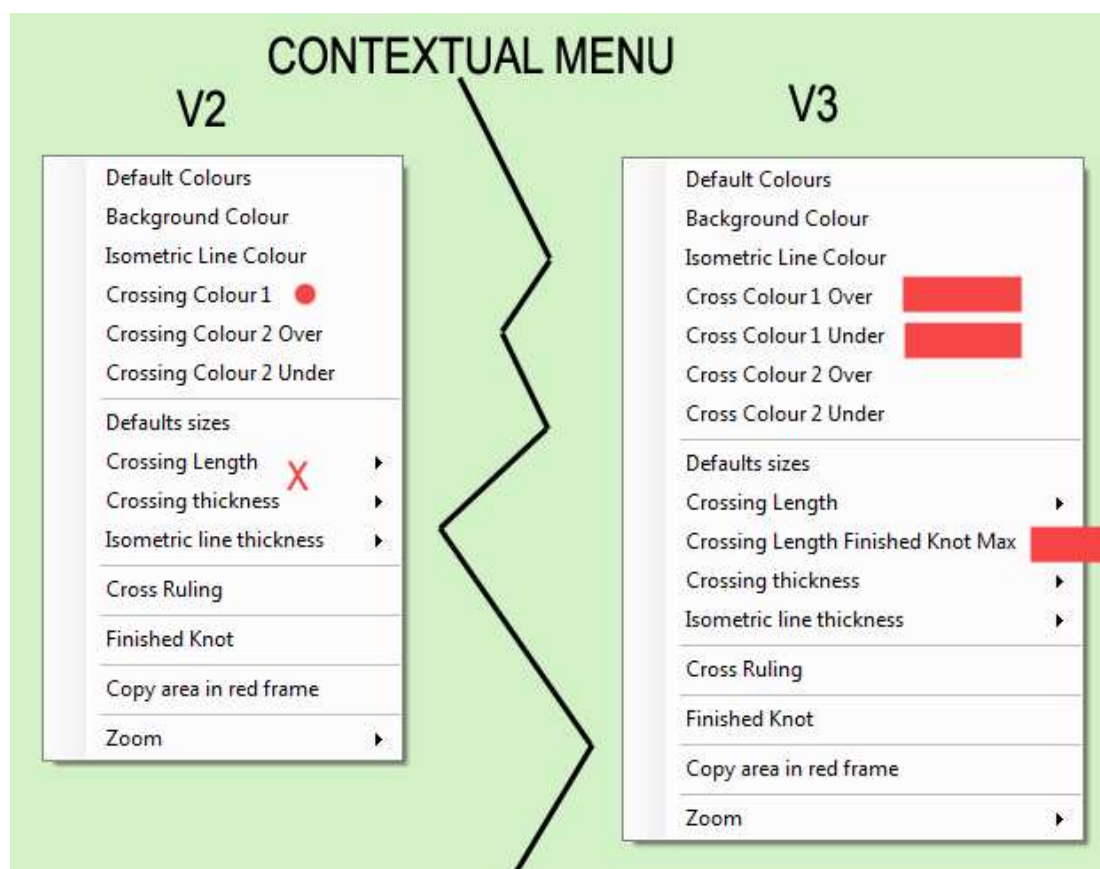 CONTEXTUAL MENU
V2
Default Colours
Background Colour
Isometric Line Colour
Crossing Colour 1
Crossing Colour 2 Over
Crossing Colour 2 Under
Defaults sizes
Crossing Length
X
Crossing thickness
Isometric line thickness
Cross Ruling
Finished Knot
Copy area in red frame
Zoom
V3
Default Colours
Background Colour
Isometric Line Colour
Cross Colour 1 Over
Cross Colour 1 Under
Cross Colour 2 Over
Cross Colour 2 Under
Defaults sizes
Crossing Length
Crossing Length Finished Knot Max
Crossing thickness
Isometric line thickness
Cross Ruling
Finished Knot
Copy area in red frame
Zoom